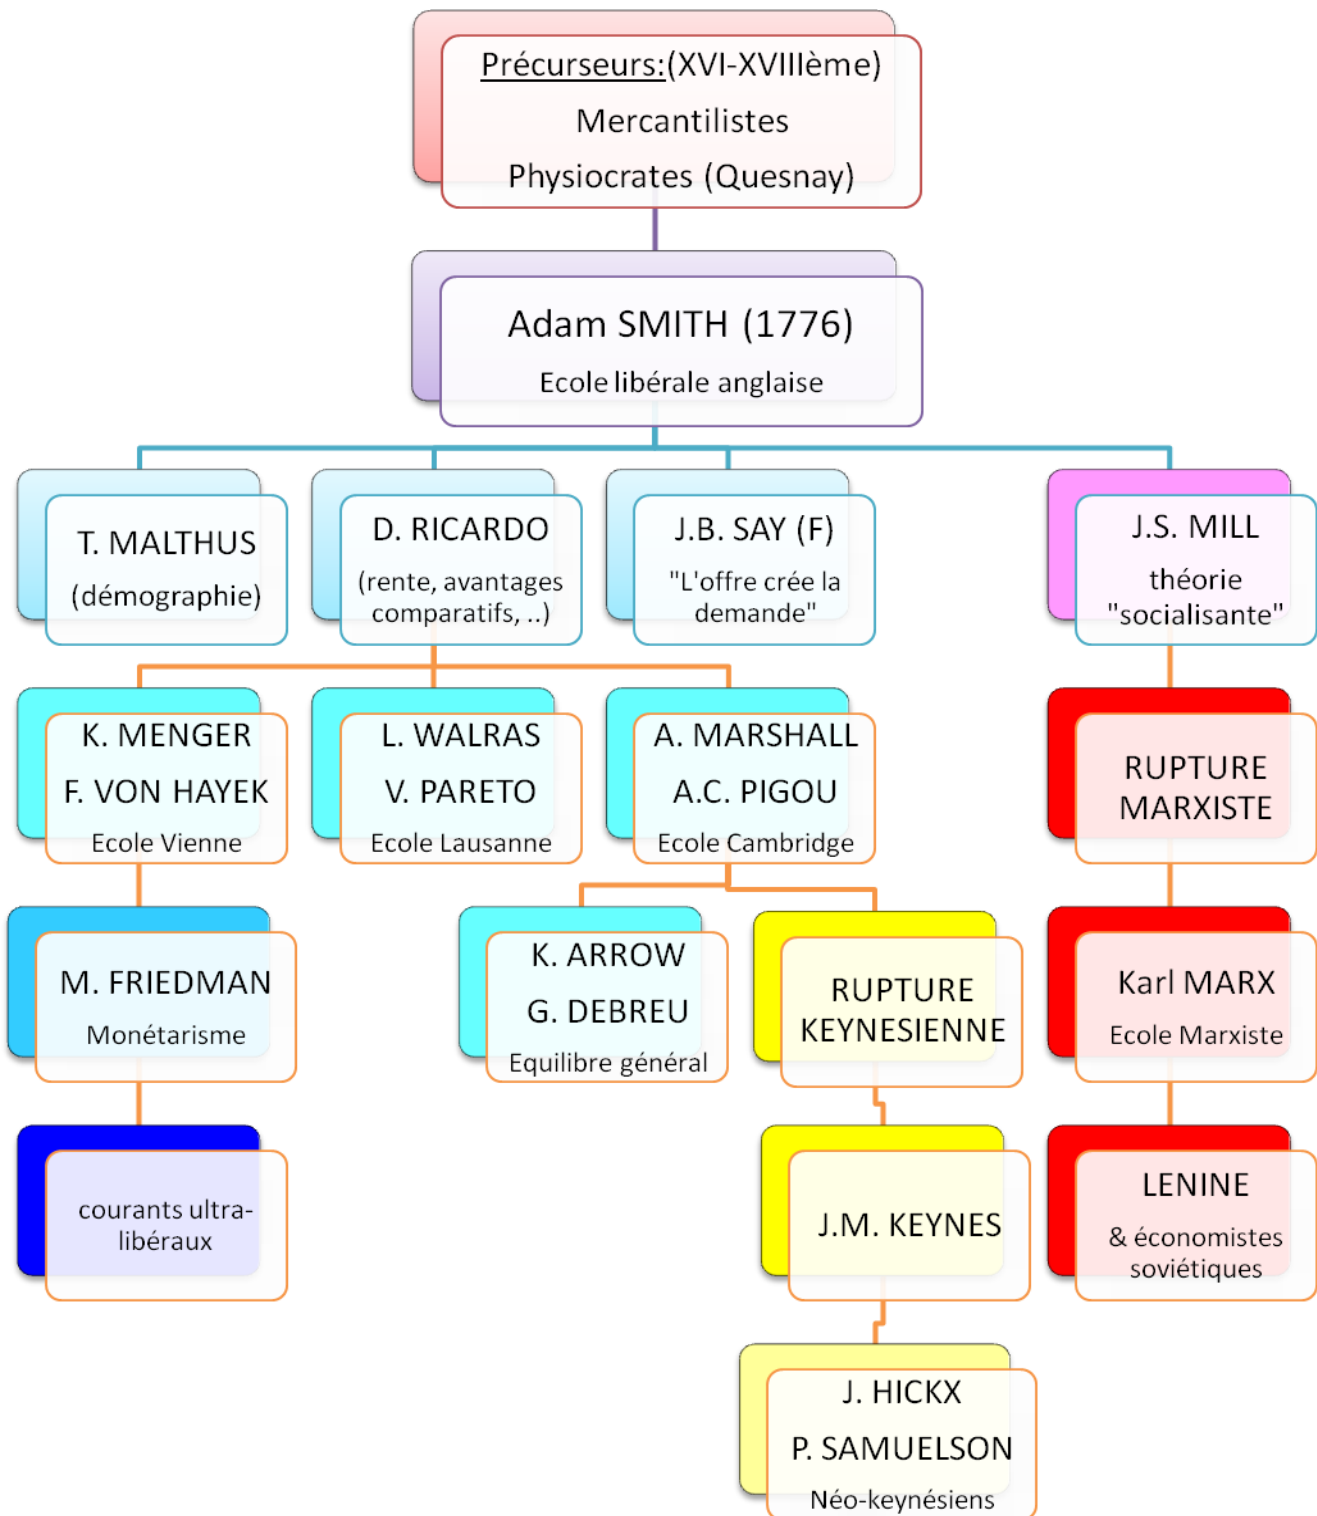 Précurseurs:(XVI-XVIIIème)
Mercantilistes
Physiocrates (Quesnay)
Adam SMITH (1776)
Ecole libérale anglaise
T. MALTHUS
(démographie)
D. RICARDO
(rente, avantages
comparatifs, ..)
J.B. SAY (F)
"L'offre crée la
demande"
J.S. MILL
théorie
"socialisante"
K. MENGER
F. VON HAYEK
Ecole Vienne
L. WALRAS
V. PARETO
Ecole Lausanne
A. MARSHALL
A.C. PIGOU
Ecole Cambridge
RUPTURE
MARXISTE
M. FRIEDMAN
Monétarisme
K. ARROW
G. DEBREU
Equilibre général
RUPTURE
KEYNESIENNE
Karl MARX
Ecole Marxiste
courants ultra-
libéraux
J.M. KEYNES
LENINE
& économistes
soviétiques
J. HICKX
P. SAMUELSON
Néo-keynésiens